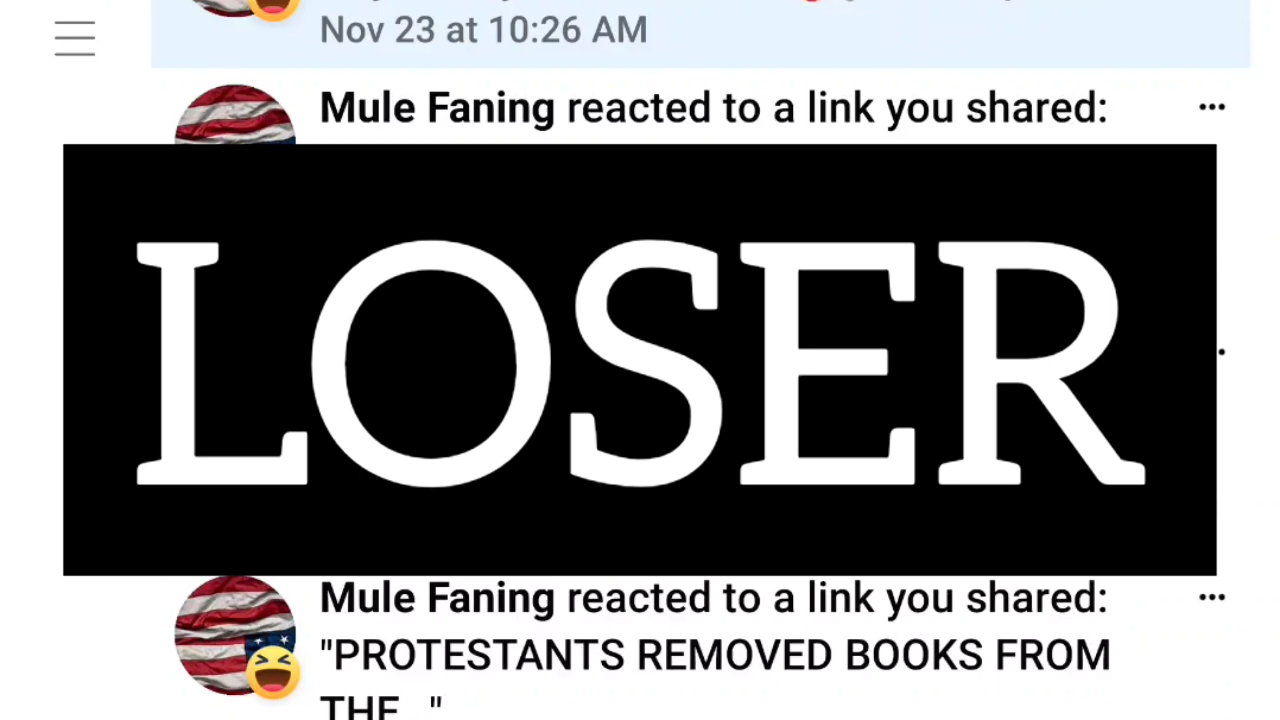 Nov 23 at 10:26 AM
Mule Faning reacted to a link you shared:
LOSER
Mule Faning reacted to a link you shared:
"PROTESTANTS REMOVED BOOKS FROM
THE..."